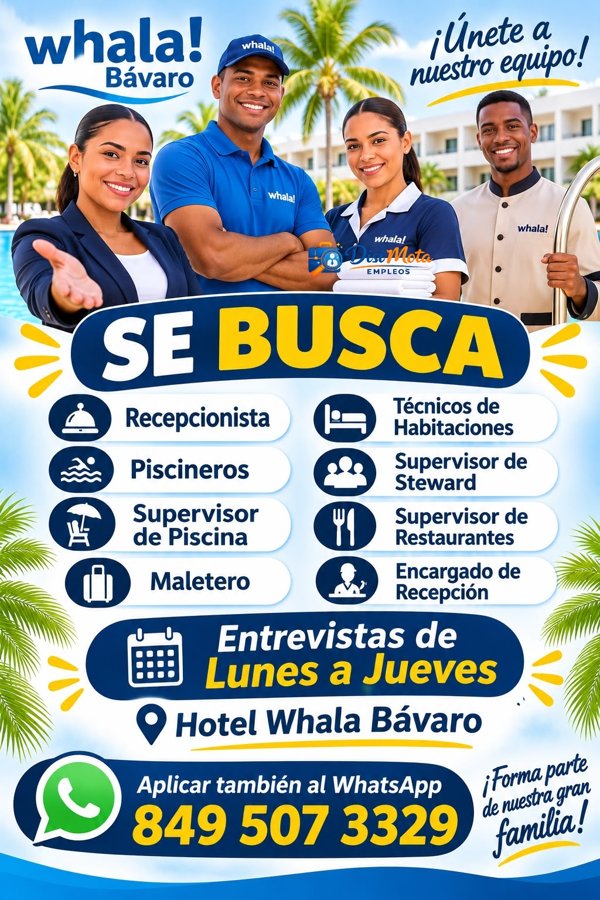 whala!
Bávaro
¡Únete a
nuestro equipo!
whala!
whala!
whala!
DisiMota
EMPLEOS
SE BUSCA
Recepcionista
Técnicos de
Habitaciones
Piscineros
Supervisor de
Steward
Supervisor
de Piscina
Supervisor de
Restaurantes
Maletero
Encargado de
Recepción
Entrevistas de
Lunes a Jueves
Hotel Whala Bávaro
Aplicar también al WhatsApp
849 507 3329
¡Forma parte
de nuestra gran
familia!